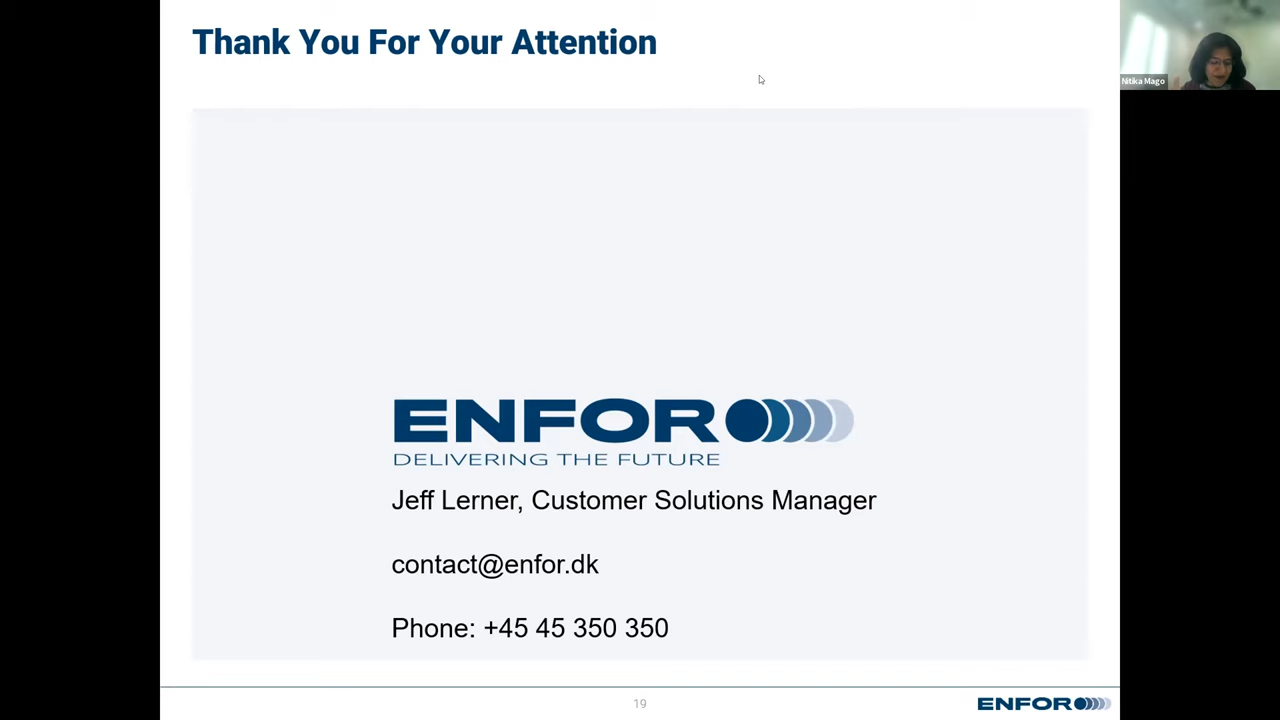 Thank You For Your Attention
Nitika Mago
ENFOR
DELIVERING THE FUTURE
Jeff Lerner, Customer Solutions Manager
contact@enfor.dk
Phone: +45 45 350 350
19
ENFOR